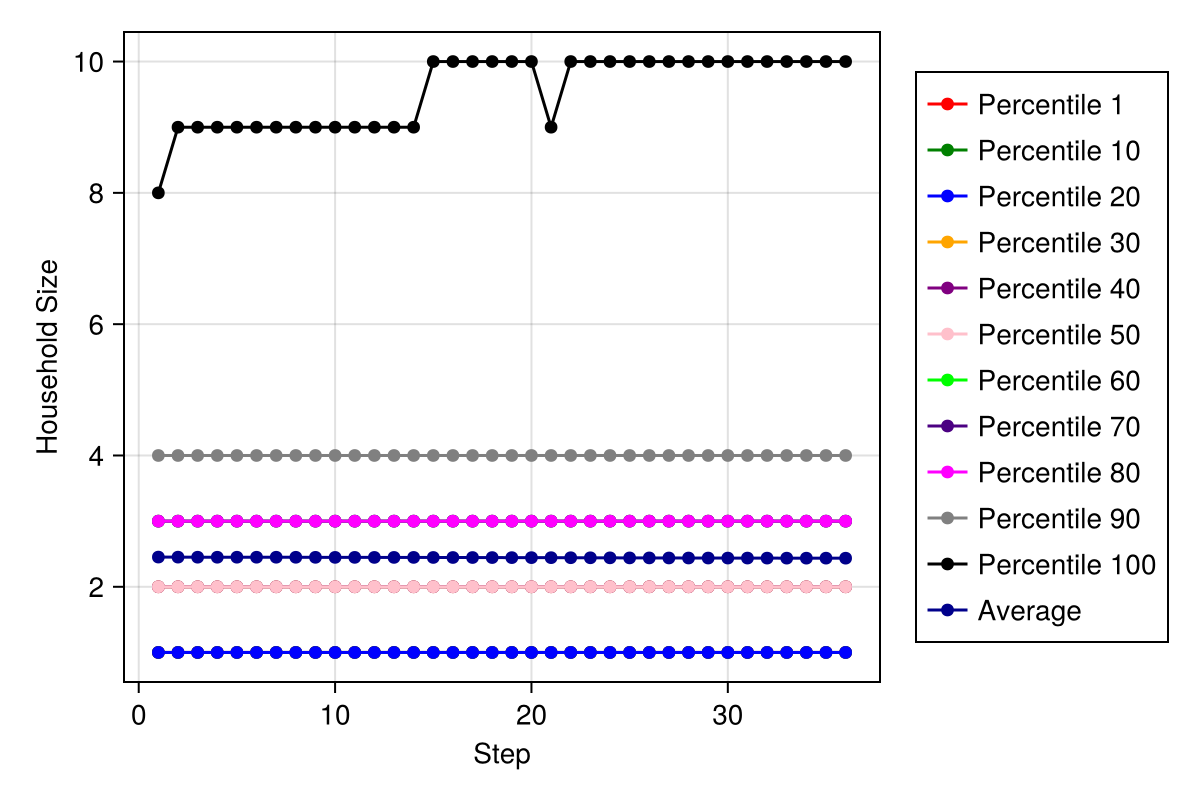 10
8
6
4
2
Household Size
0 10 20 30
Step
Percentile 1
Percentile 10
Percentile 20
Percentile 30
Percentile 40
Percentile 50
Percentile 60
Percentile 70
Percentile 80
Percentile 90
Percentile 100
Average